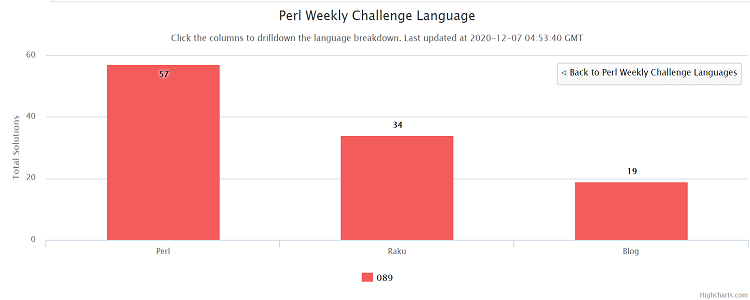 Perl Weekly Challenge Language
Click the columns to drilldown the language breakdown. Last updated at 2020-12-07 04:53:40 GMT
◁ Back to Perl Weekly Challenge Languages
Total Solutions
60
40
20
0
57
34
19
Perl
Raku
Blog
089
Highcharts.com